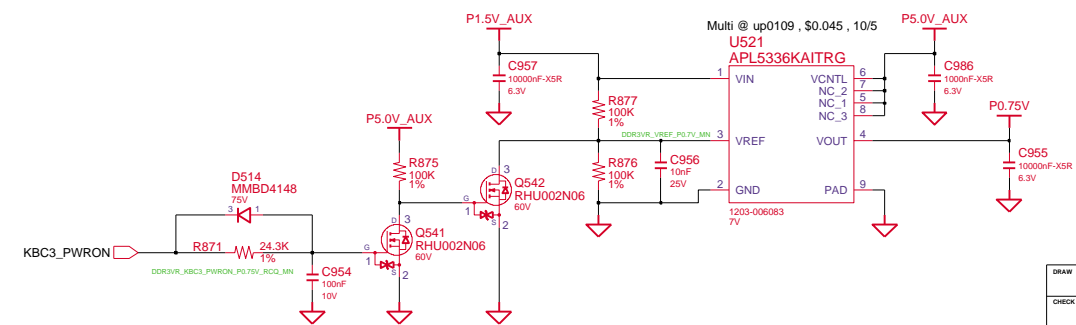 P1.5V_AUX
Multi @ up0109 , $0.045 , 10/5
P5.0V_AUX
U521
APL5336KAITRG
C957
10000nF-X5R
6.3V
1 VIN
VCNTL 6
NC_2 7
NC_1 5
NC_3 8
C986
10000nF-X5R
6.3V
R877
100K
1%
P0.75V
P5.0V_AUX
DDR3VR_VREF_P0.7V_MN
3 VREF
VOUT 4
R875
100K
1%
R876
100K
1%
C956
10nF
25V
C955
10000nF-X5R
6.3V
D514
MMBD4148
75V
3 1
D 3
Q542
RHU002N06
60V
G
1
S
2
2 GND
PAD 9
1203-006083
7V
D 3
Q541
RHU002N06
60V
G
1
S
2
KBC3_PWRON
R871 24.3K
1%
DDR3VR_KBC3_PWRON_P0.75V_RCQ_MN
C954
100nF
10V
DRAW
CHECK